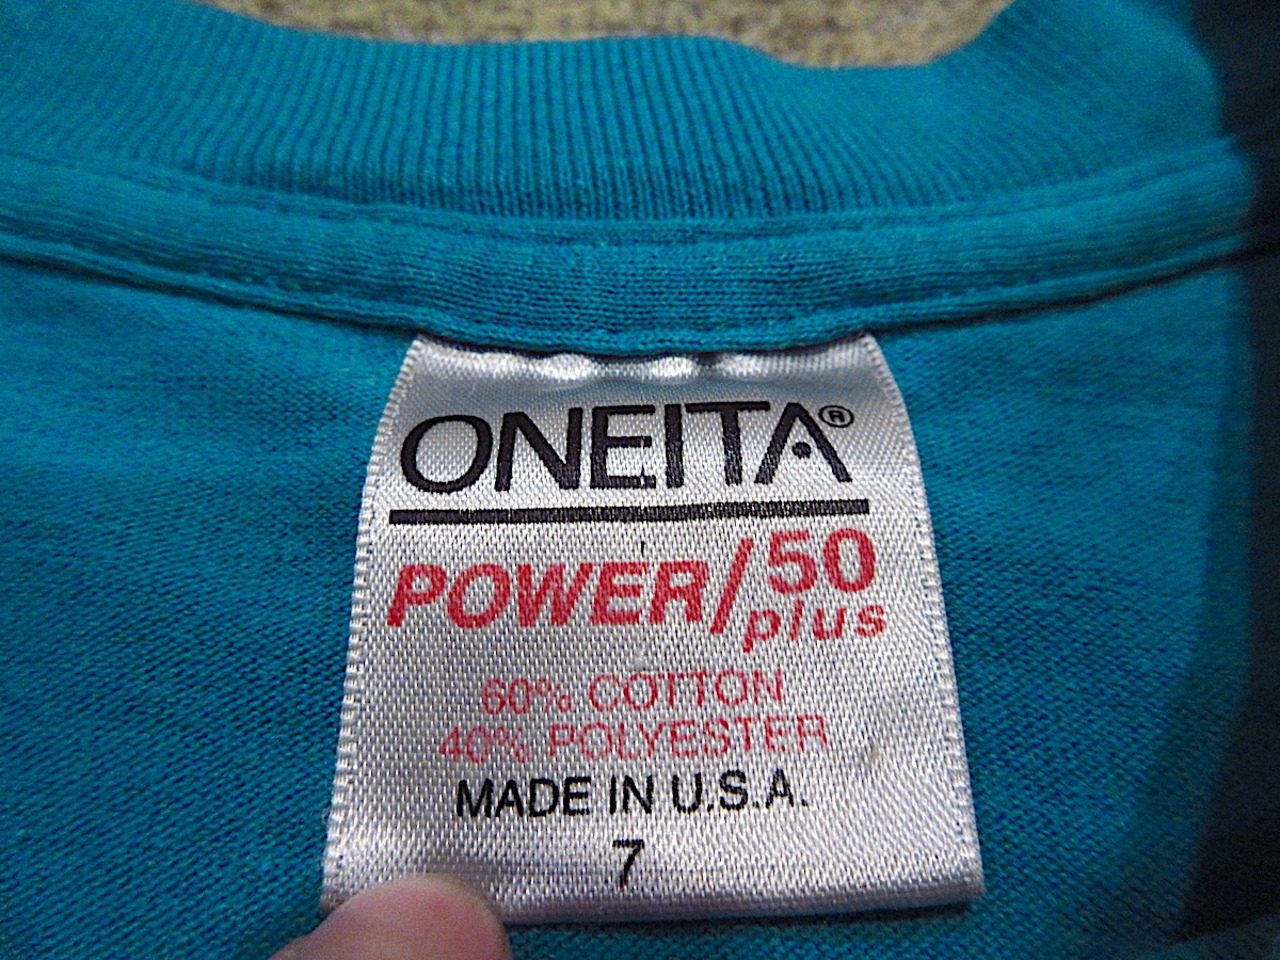 ONEITA®
POWER/50
plus
60% COTTON
40% POLYESTER
MADE IN U.S.A.
7